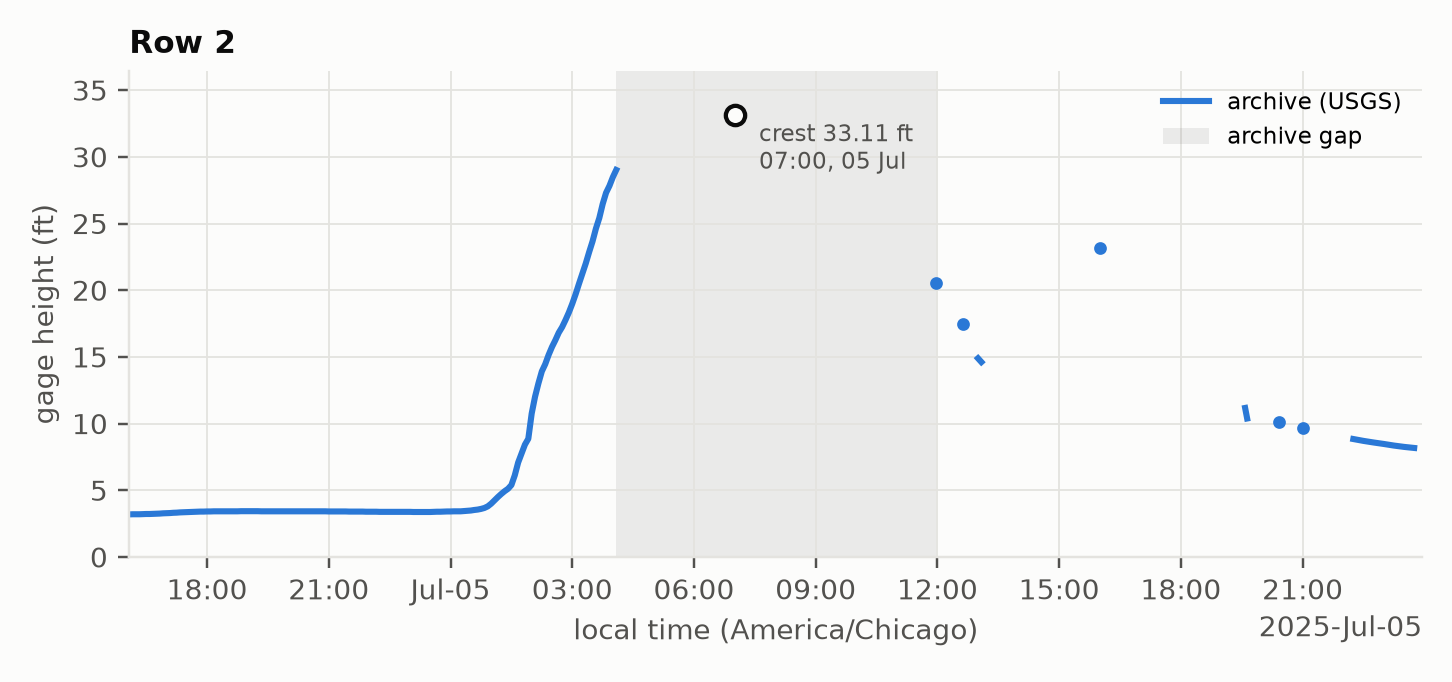 Row 2
35
30
25
20
15
10
5
0
gage height (ft)
archive (USGS)
archive gap
crest 33.11 ft
07:00, 05 Jul
18:00 21:00 Jul-05 03:00 06:00 09:00 12:00 15:00 18:00 21:00
local time (America/Chicago)
2025-Jul-05